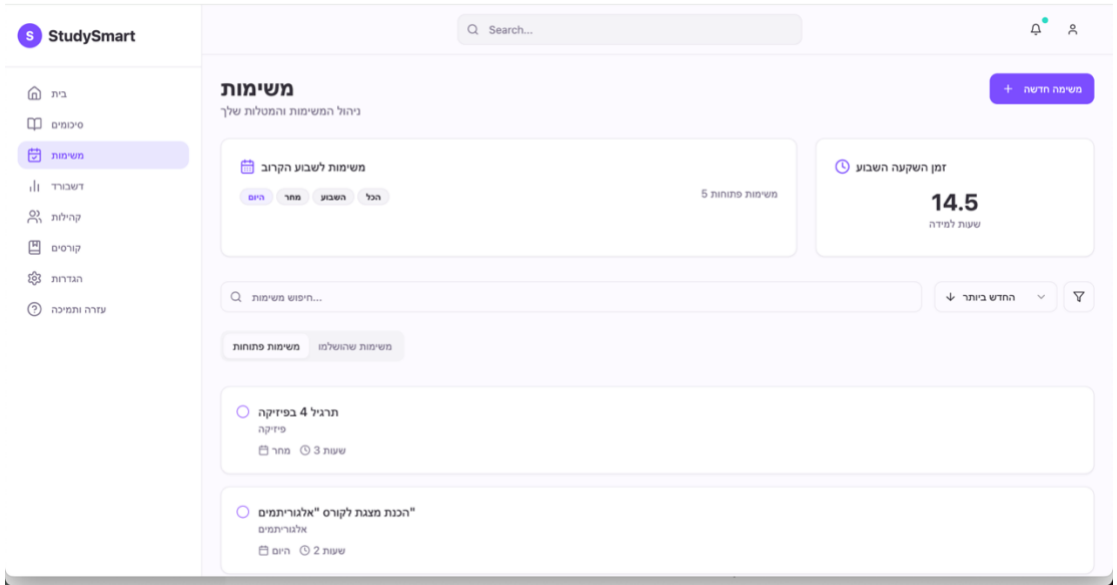 StudySmart
Search...
בית
סיכומים
משימות
דשבורד
קהילות
קורסים
הגדרות
עזרה ותמיכה
משימות
ניהול המשימות והמטלות שלך
משימה חדשה +
משימות לשבוע הקרוב
היום
מחר
השבוע
הכל
5 משימות פתוחות
זמן השקעה השבוע
14.5
שעות למידה
חיפוש משימות...
החדש ביותר
משימות פתוחות
משימות שהושלמו
תרגיל 4 בפיזיקה
פיזיקה
מחר
3 שעות
הכנת מצגת לקורס "אלגוריתמים"
אלגוריתמים
היום
2 שעות